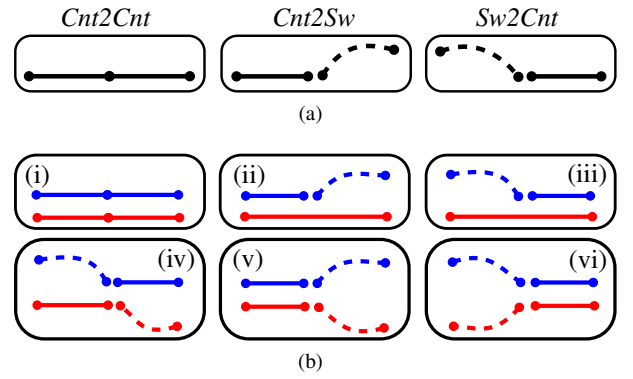 Cnt2Cnt Cnt2Sw Sw2Cnt
(a)
(i) (ii) (iii)
(iv) (v) (vi)
(b)